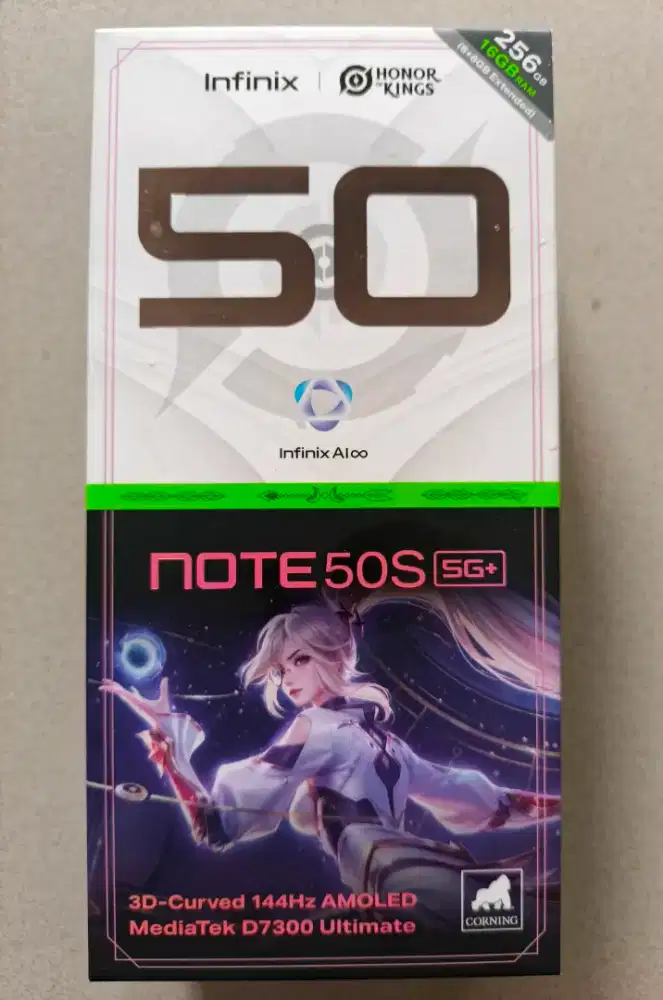 Infinix | HONOR
OF KINGS
256GB
16GB RAM
(8+8GB Extended)
50
Infinix AI∞
NOTE 50S 5G+
3D-Curved 144Hz AMOLED
MediaTek D7300 Ultimate
CORNING